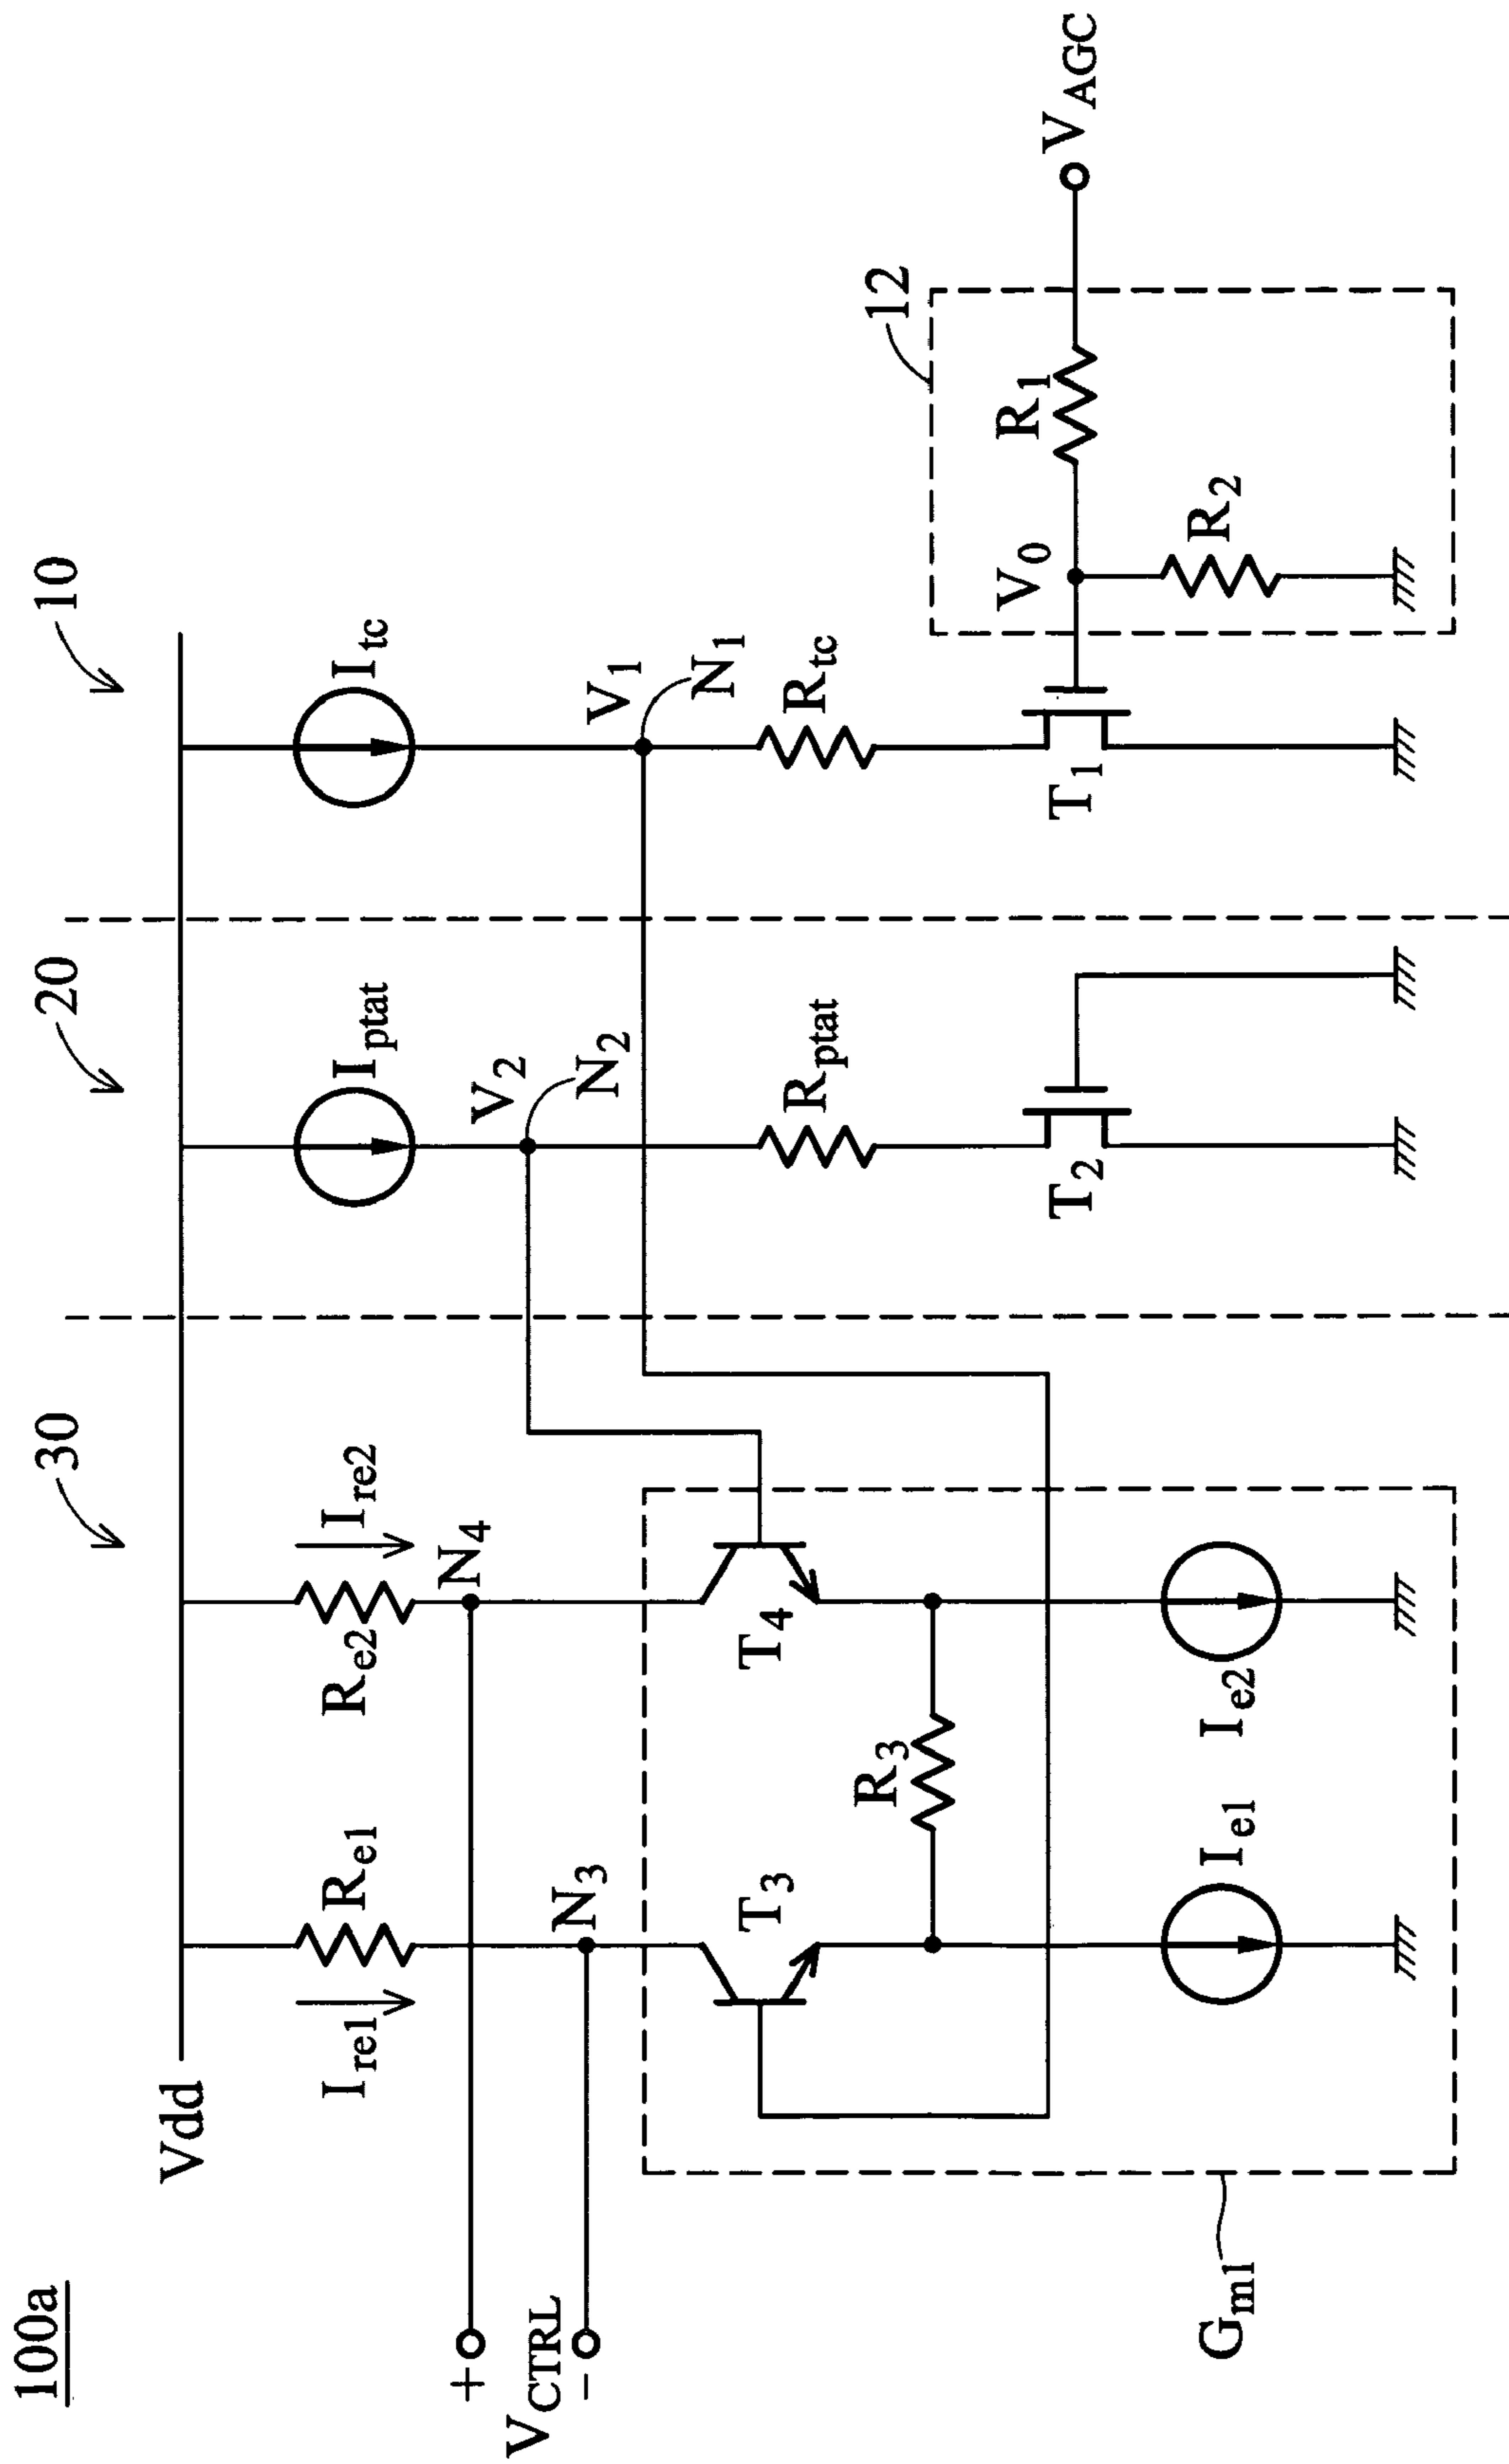 100a
30
20
10
Vdd
I_re1
R_e1
R_e2
I_re2
I_ptat
I_tc
+
V_CTRL
-
N_3
N_4
V_2
N_2
V_1
N_1
T_3
T_4
R_ptat
R_tc
R_3
T_2
T_1
V_0
R_1
V_AGC
12
R_2
I_e1
I_e2
G_m1